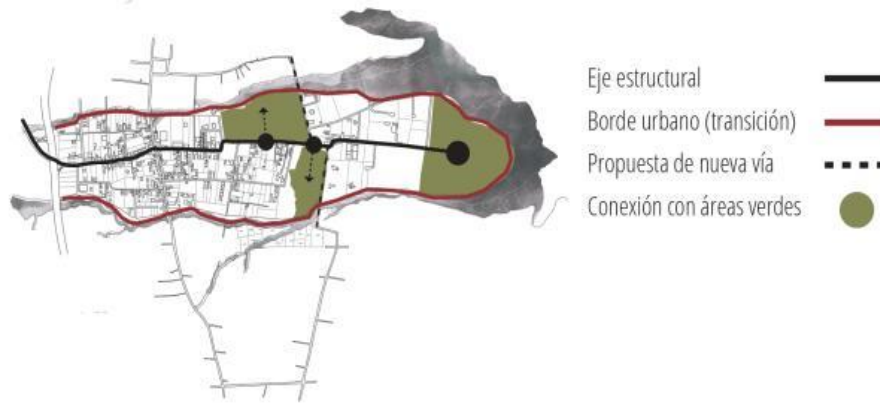 Eje estructural
Borde urbano (transición)
Propuesta de nueva vía
Conexión con áreas verdes